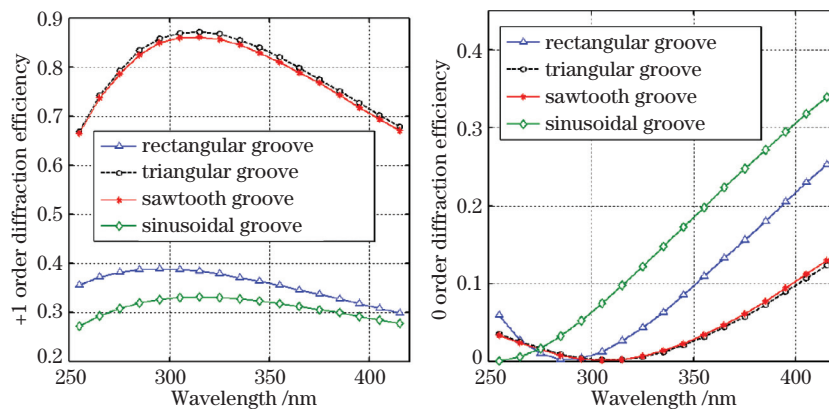 +1 order diffraction efficiency
0.9
0.8
0.7
0.6
0.5
0.4
0.3
0.2
rectangular groove
triangular groove
sawtooth groove
sinusoidal groove
250
300
350
400
Wavelength /nm
0 order diffraction efficiency
0.4
0.3
0.2
0.1
0
rectangular groove
triangular groove
sawtooth groove
sinusoidal groove
250
300
350
400
Wavelength /nm